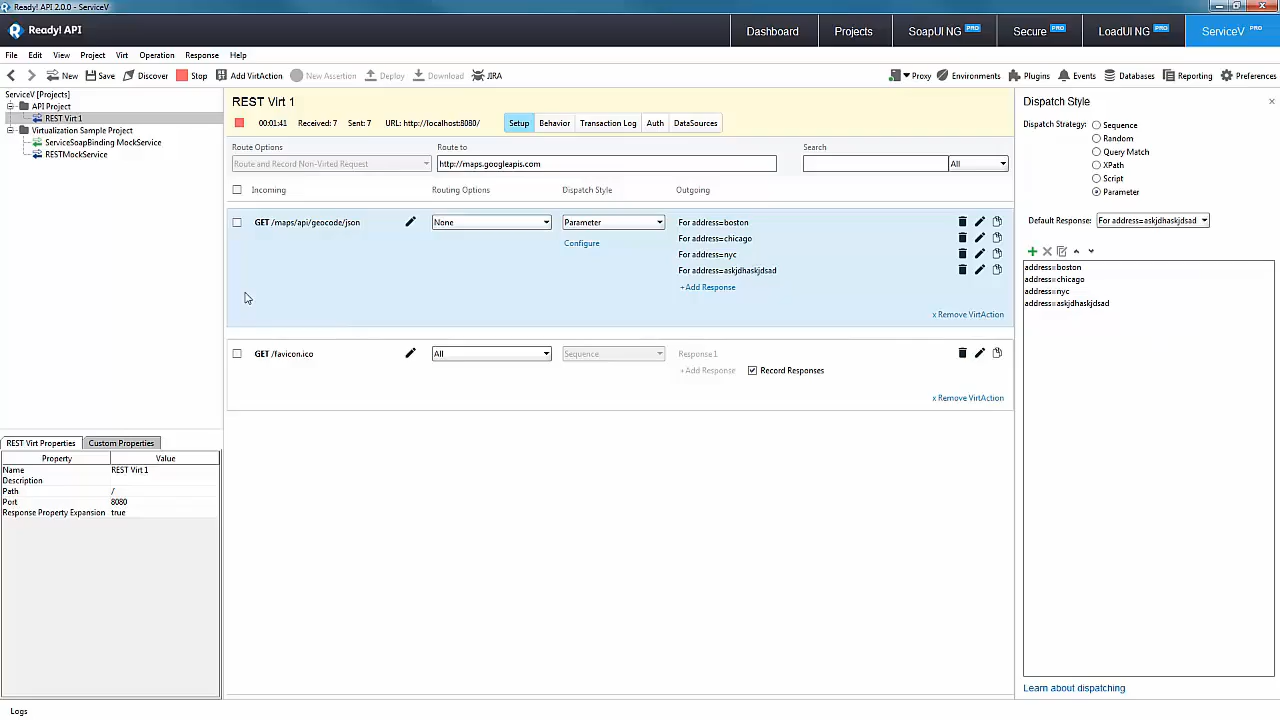 Ready! API 2.0.0 - ServiceV
Ready! API
Dashboard
Projects
SoapUI NG PRO
Secure PRO
LoadUI NG PRO
ServiceV PRO
File Edit View Project Virt Operation Response Help
New Save Discover Stop Add VirtAction New Assertion Deploy Download JIRA
Proxy Environments Plugins Events Databases Reporting Preferences
ServiceV [Projects]
API Project
REST Virt 1
Virtualization Sample Project
ServiceSoapBinding MockService
RESTMockService
REST Virt 1
00:01:41 Received: 7 Sent: 7 URL: http://localhost:8080/
Setup Behavior Transaction Log Auth DataSources
Route Options Route to Search
Route and Record Non-Virted Request http://maps.googleapis.com All
Incoming Routing Options Dispatch Style Outgoing
GET /maps/api/geocode/json None Parameter For address=boston
For address=chicago
Configure
For address=nyc
For address=askjdhaskjdsad
+Add Response
x Remove VirtAction
GET /favicon.ico All Sequence Response 1
+Add Response Record Responses
x Remove VirtAction
Dispatch Style
Dispatch Strategy: Sequence
Random
Query Match
XPath
Script
Parameter
Default Response: For address=askjdhaskjdsad
address=boston
address=chicago
address=nyc
address=askjdhaskjdsad
Learn about dispatching
REST Virt Properties Custom Properties
Property Value
Name REST Virt 1
Description
Path /
Port 8080
Response Property Expansion true
Logs